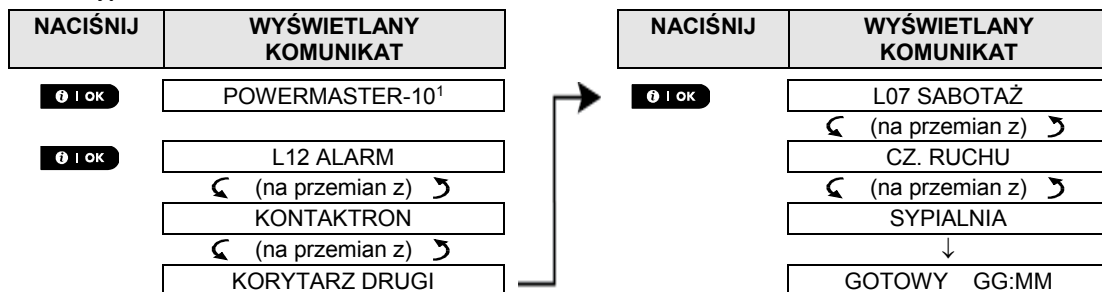 NACIŚNIJ
WYŚWIETLANY
KOMUNIKAT
i | OK
POWERMASTER-10¹
i | OK
L12 ALARM
(na przemian z)
KONTAKTRON
(na przemian z)
KORYTARZ DRUGI
NACIŚNIJ
WYŚWIETLANY
KOMUNIKAT
i | OK
L07 SABOTAŻ
(na przemian z)
CZ. RUCHU
(na przemian z)
SYPIALNIA
↓
GOTOWY GG:MM